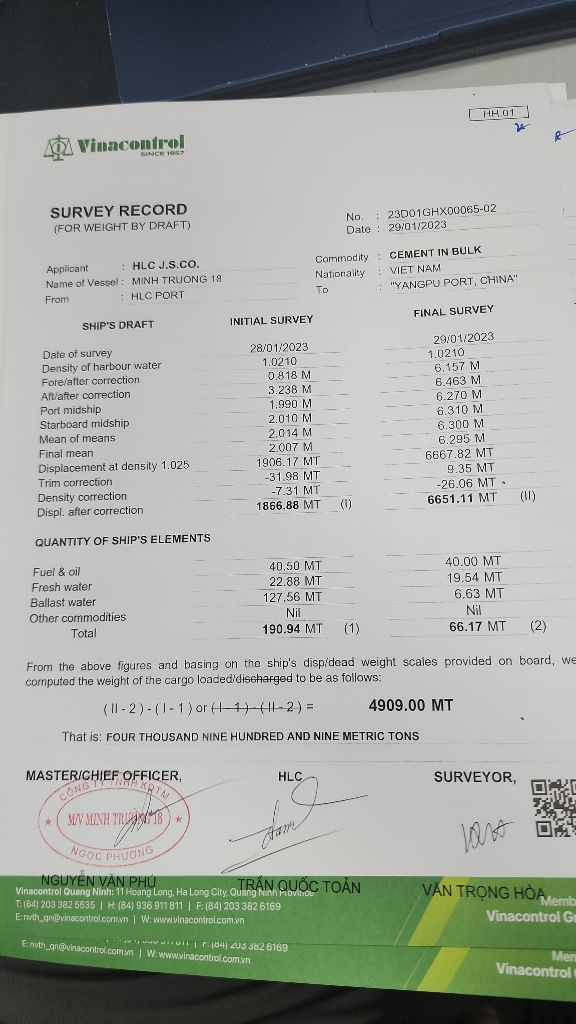 HH.01
Vinacontrol
SINCE 1957
SURVEY RECORD
(FOR WEIGHT BY DRAFT)
No. : 23D01GHX00065-02
Date : 29/01/2023
Applicant : HLC J.S.CO.
Name of Vessel : MINH TRUONG 18
From : HLC PORT
Commodity : CEMENT IN BULK
Nationality : VIET NAM
To : "YANGPU PORT, CHINA"
SHIP'S DRAFT INITIAL SURVEY FINAL SURVEY
Date of survey 28/01/2023 29/01/2023
Density of harbour water 1.0210 1.0210
Fore/after correction 0.818 M 6.157 M
Aft/after correction 3.238 M 6.463 M
Port midship 1.990 M 6.270 M
Starboard midship 2.010 M 6.310 M
Mean of means 2.014 M 6.300 M
Final mean 2.007 M 6.295 M
Displacement at density 1.025 1906.17 MT 6667.82 MT
Trim correction -31.98 MT 9.35 MT
Density correction -7.31 MT -26.06 MT
Displ. after correction 1866.88 MT (I) 6651.11 MT (II)
QUANTITY OF SHIP'S ELEMENTS
Fuel & oil 40.50 MT 40.00 MT
Fresh water 22.88 MT 19.54 MT
Ballast water 127.56 MT 6.63 MT
Other commodities Nil Nil
Total 190.94 MT (1) 66.17 MT (2)
From the above figures and basing on the ship's disp/dead weight scales provided on board, we
computed the weight of the cargo loaded/discharged to be as follows:
( II - 2 ) - ( I - 1 ) or ( I - 1 ) - ( II - 2 ) = 4909.00 MT
That is: FOUR THOUSAND NINE HUNDRED AND NINE METRIC TONS
MASTER/CHIEF OFFICER, HLC SURVEYOR,
CÔNG TY TNHH KDTM
M/V MINH TRƯỜNG 18
NGỌC PHƯƠNG
NGUYỄN VĂN PHÚ TRẦN QUỐC TOẢN VĂN TRỌNG HÒA
Vinacontrol Quang Ninh: 11 Hoang Long, Ha Long City, Quang Ninh Province
T: (84) 203 382 5535 | H: (84) 936 911 811 | F: (84) 203 382 6169
E: nvth_qn@vinacontrol.com.vn | W: www.vinacontrol.com.vn
Memb
Vinacontrol G
F: (84) 203 382 6169
E: nvth_qn@vinacontrol.com.vn | W: www.vinacontrol.com.vn
Men
Vinacontrol